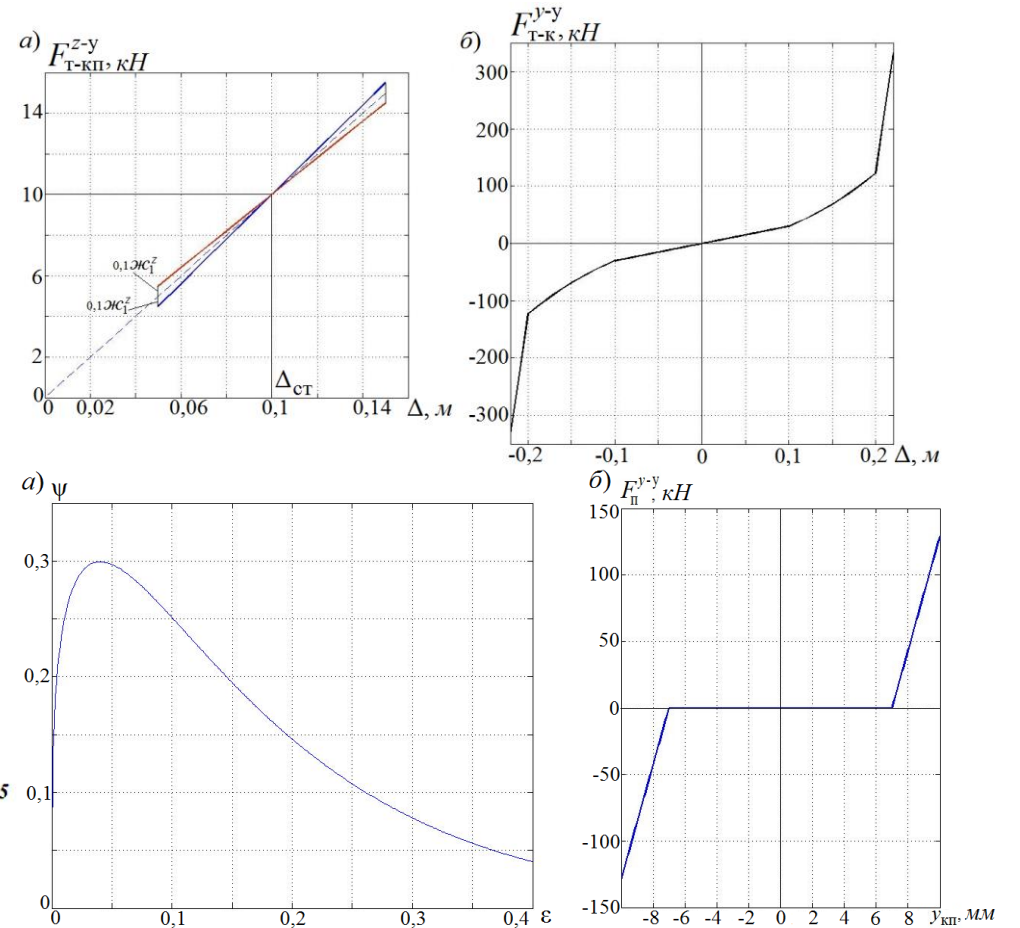 а) F^{z-y}_{т-кп}, кН
14
10
6
2
0
0,1ж^z_1
0,1ж^z_1
Δ_{ст}
0 0,02 0,06 0,1 0,14 Δ, м
б) F^{y-y}_{т-к}, кН
300
200
100
0
-100
-200
-300
-0,2 -0,1 0 0,1 0,2 Δ, м
а) ψ
0,3
0,2
5 0,1
0
0 0,1 0,2 0,3 0,4 ε
б) F^{y-y}_п, кН
150
100
50
0
-50
-100
-150
-8 -6 -4 -2 0 2 4 6 8 y_{кп}, мм